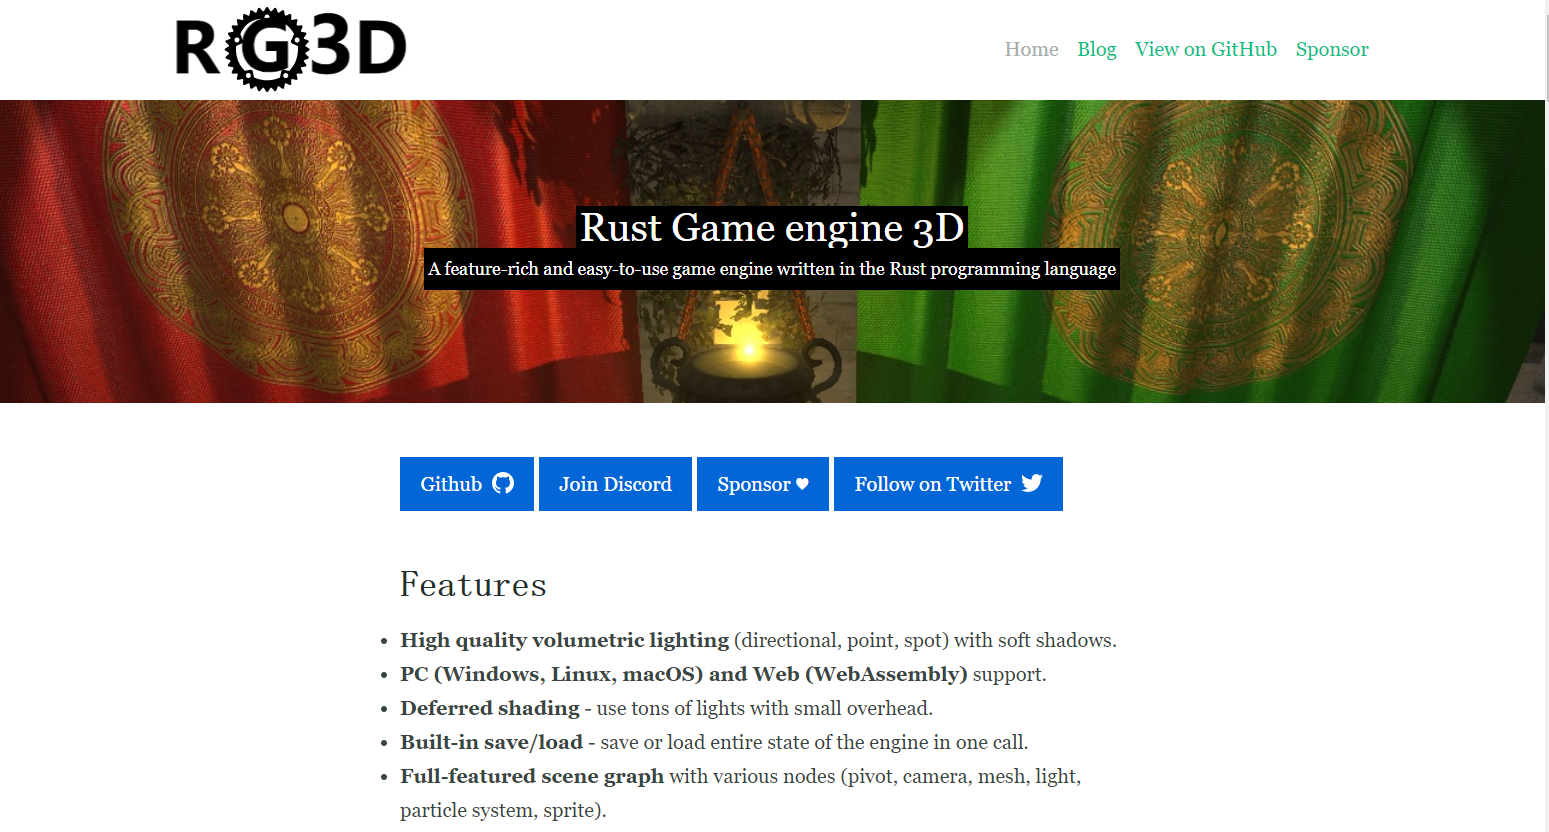 RG3D
Home Blog View on GitHub Sponsor
Rust Game engine 3D
A feature-rich and easy-to-use game engine written in the Rust programming language
Github Join Discord Sponsor ♥ Follow on Twitter
Features
• High quality volumetric lighting (directional, point, spot) with soft shadows.
• PC (Windows, Linux, macOS) and Web (WebAssembly) support.
• Deferred shading - use tons of lights with small overhead.
• Built-in save/load - save or load entire state of the engine in one call.
• Full-featured scene graph with various nodes (pivot, camera, mesh, light,
particle system, sprite).